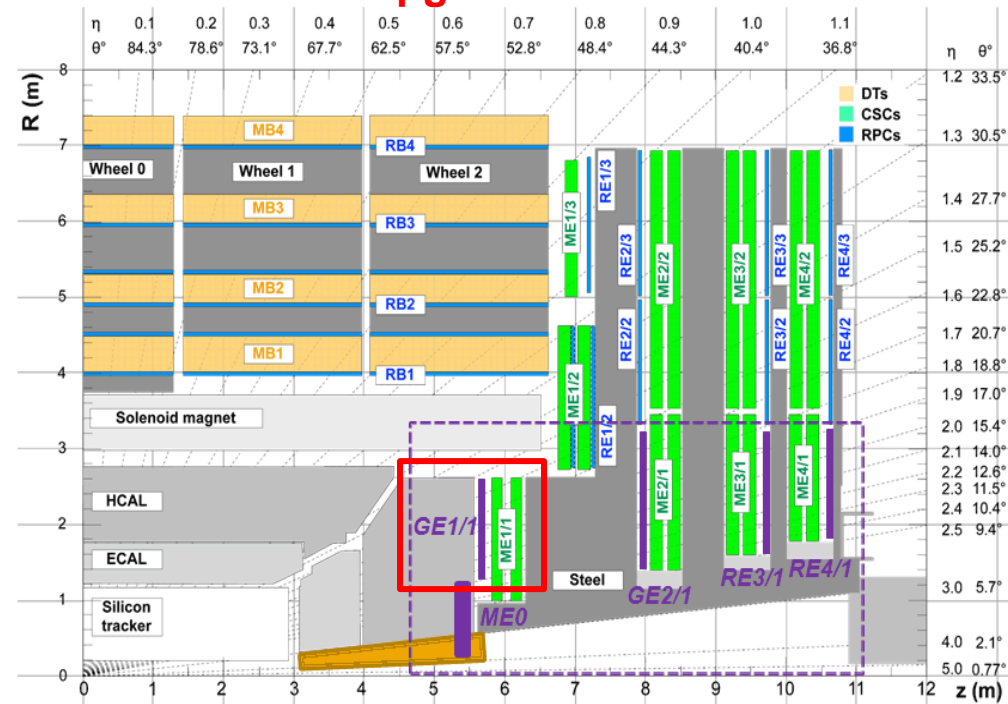 η 0.1 0.2 0.3 0.4 0.5 0.6 0.7 0.8 0.9 1.0 1.1
θ° 84.3° 78.6° 73.1° 67.7° 62.5° 57.5° 52.8° 48.4° 44.3° 40.4° 36.8°
η θ°
R (m)
8
7
6
5
4
3
2
1
0
1.2 33.5°
1.3 30.5°
1.4 27.7°
1.5 25.2°
1.6 22.8°
1.7 20.7°
1.8 18.8°
1.9 17.0°
2.0 15.4°
2.1 14.0°
2.2 12.6°
2.3 11.5°
2.4 10.4°
2.5 9.4°
3.0 5.7°
4.0 2.1°
5.0 0.77°
DTs
CSCs
RPCs
MB4
RB4
Wheel 0
Wheel 1
Wheel 2
MB3
RB3
MB2
RB2
MB1
RB1
Solenoid magnet
HCAL
ECAL
Silicon
tracker
Steel
ME1/3
RE1/3
ME1/2
RE1/2
RE2/3
ME2/2
RE2/2
ME3/2
RE3/3
RE3/2
ME4/2
RE4/3
RE4/2
GE1/1
ME1/1
ME2/1
ME3/1
ME4/1
ME0
GE2/1
RE3/1
RE4/1
0 1 2 3 4 5 6 7 8 9 10 11 12
z (m)